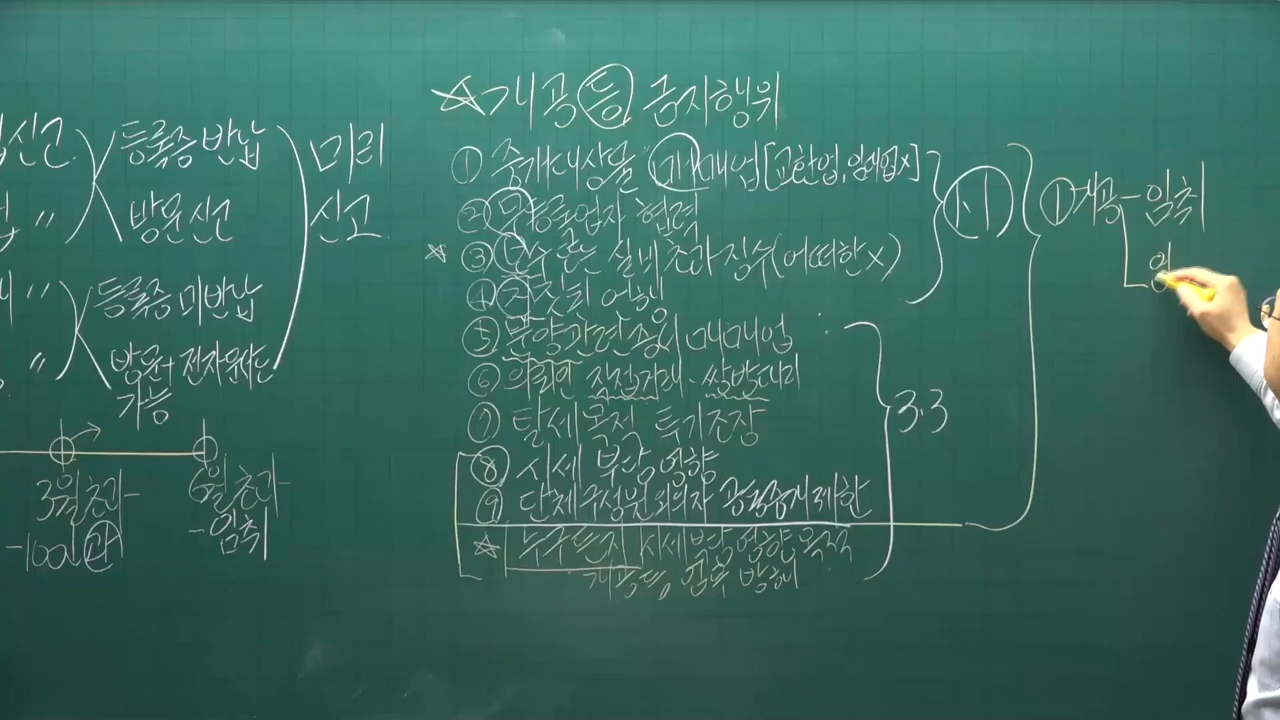 신고 등록증 반납 미리
〃 방문신고 신고
〃 등록증 미반납
〃 방문+전자문서도
가능
3월초과 6월초과
-100만 -임취
☆개공등 금지행위
① 중개대상물 매매업[교환업, 임대업x]
② 무등록업자 협력
☆③ 보수 또는 실비 초과징수(어떠한x)
④ 거짓된 언행
1.1
⑤ 분양관련증서 매매업
⑥ 의뢰인 직접거래·쌍방대리
⑦ 탈세목적 투기조장
⑧ 시세 부당 영향
⑨ 단체구성원 외의자 공동중개 제한
☆ 누구든지 시세 부당 영향 목적
개공등 업무 방해
3.3
① 개공-임취